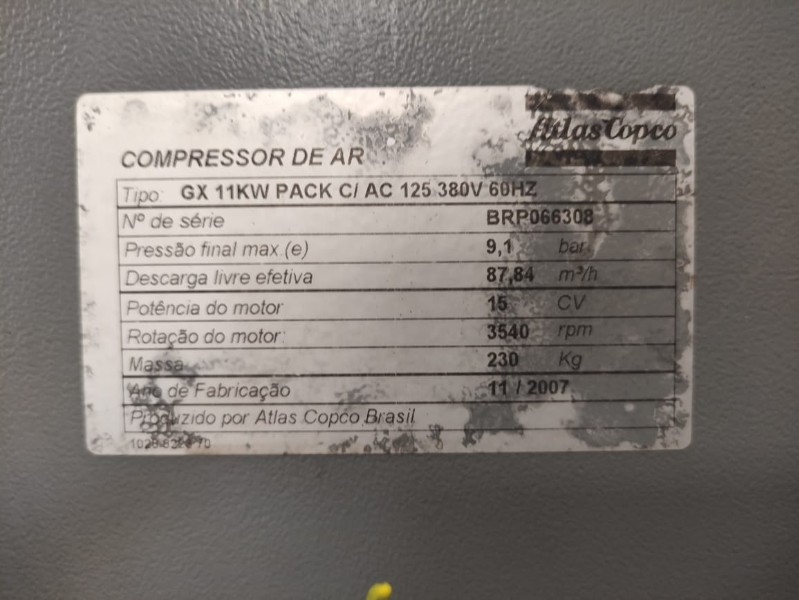 Atlas Copco
COMPRESSOR DE AR
Tipo: GX 11KW PACK C/ AC 125 380V 60HZ
Nº de série BRP066308
Pressão final max.(e) 9,1 bar
Descarga livre efetiva 87,84 m³/h
Potência do motor 15 CV
Rotação do motor: 3540 rpm
Massa 230 Kg
Ano de Fabricação 11 / 2007
Produzido por Atlas Copco Brasil